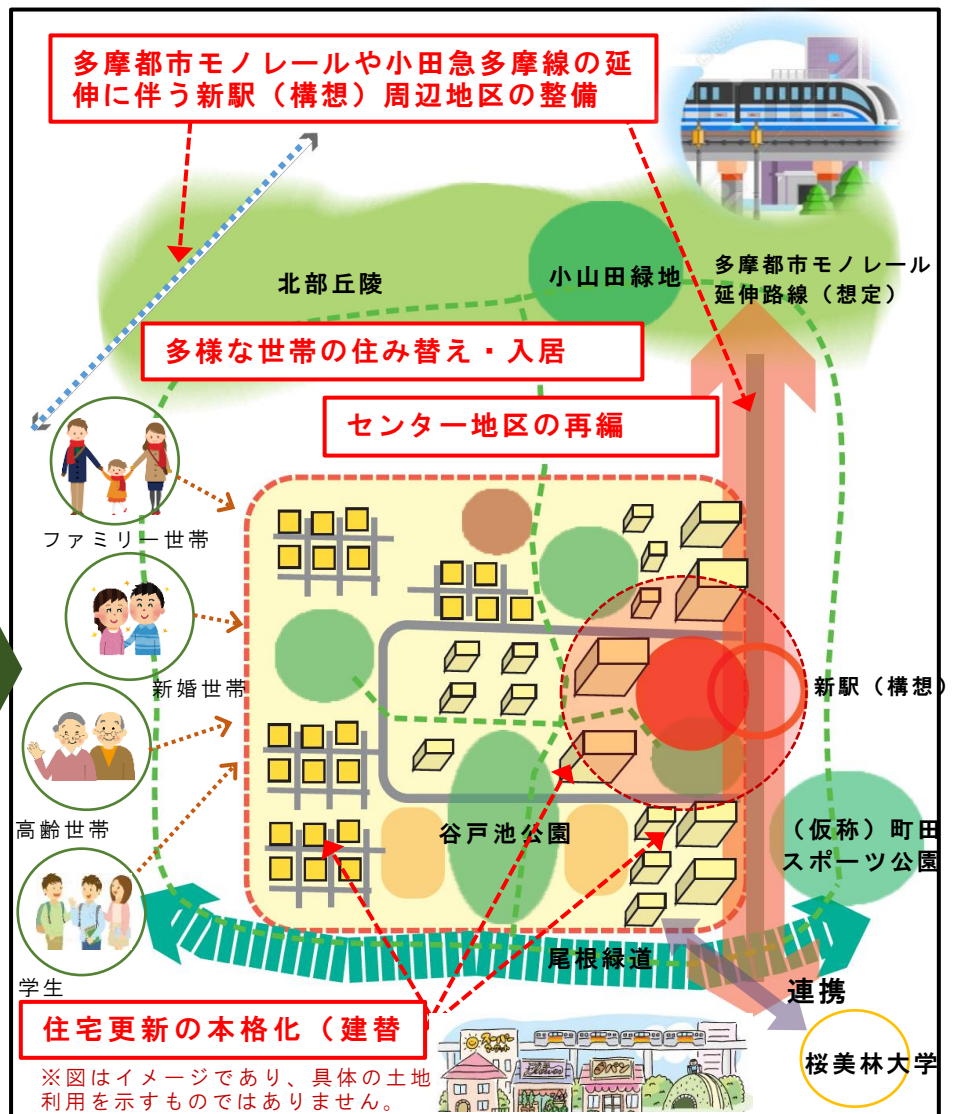 多摩都市モノレールや小田急多摩線の延
伸に伴う新駅（構想）周辺地区の整備
北部丘陵
小山田緑地
多摩都市モノレール
延伸路線（想定）
多様な世帯の住み替え・入居
センター地区の再編
ファミリー世帯
新婚世帯
新駅（構想）
高齢世帯
谷戸池公園
（仮称）町田
スポーツ公園
学生
尾根緑道
連携
住宅更新の本格化（建替
桜美林大学
※図はイメージであり、具体の土地
利用を示すものではありません。
スーパー
パン